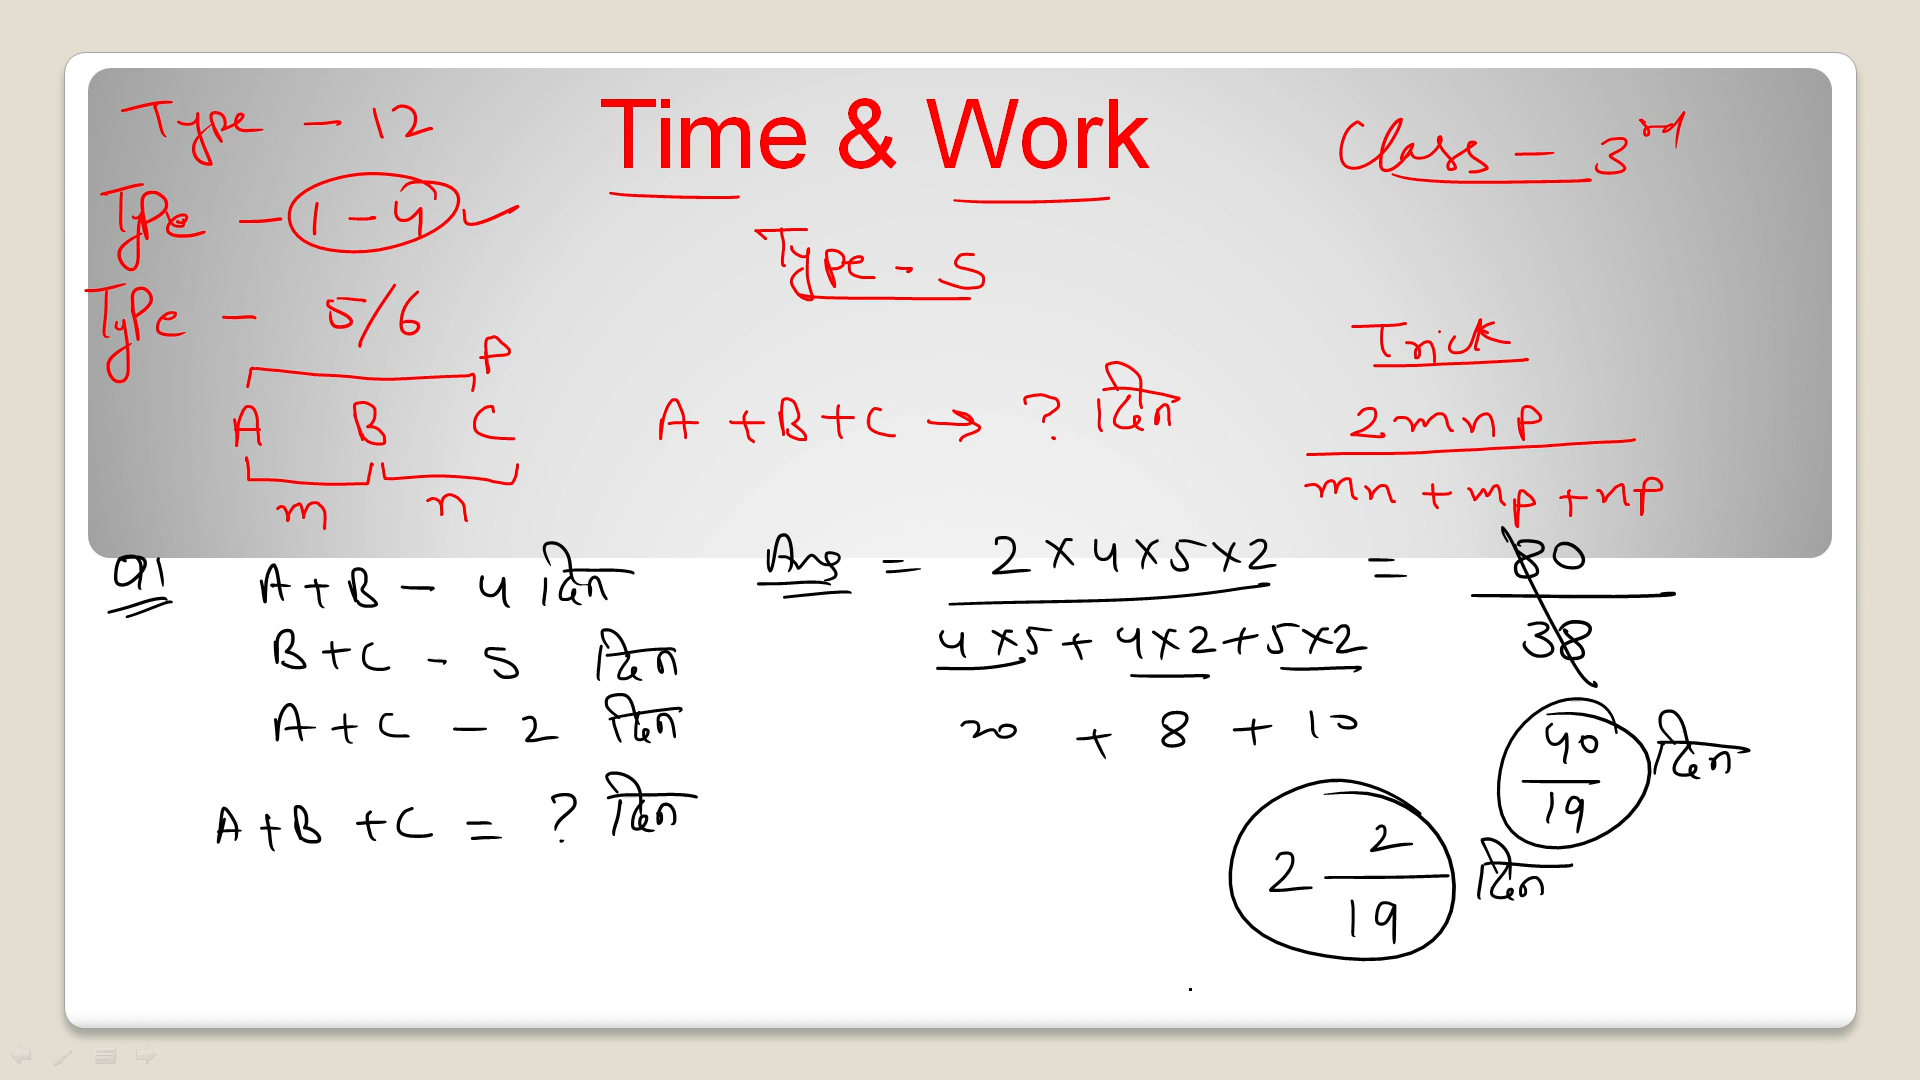 Time & Work
Type - 12
Class - 3rd
Type - 1 - 4 ✓
Type - 5
Type - 5/6
Trick
P
A B C
m n
A + B + C → ? दिन
2mnp
mn + mp + np
Q1
A + B - 4 दिन
B + C - 5 दिन
A + C - 2 दिन
A + B + C = ? दिन
Ans = 2 × 4 × 5 × 2 = 80
4 × 5 + 4 × 2 + 5 × 2 38
20 + 8 + 10
40
19 दिन
2 2
19 दिन